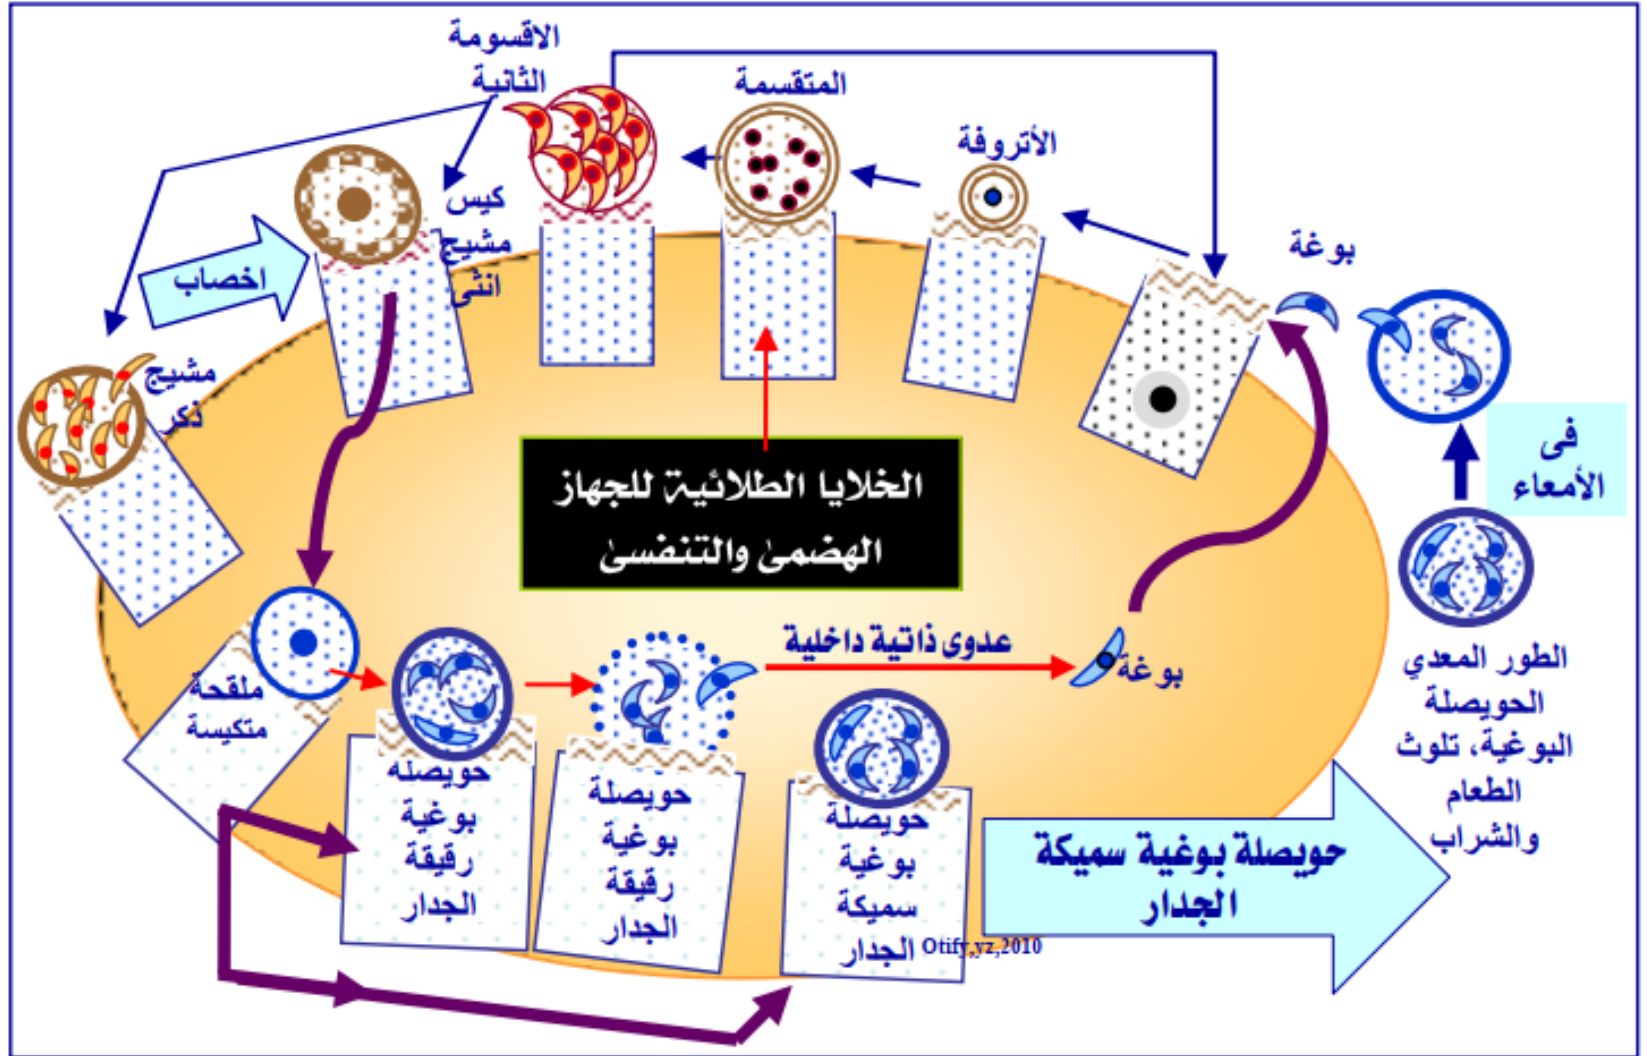 الاقسومة
الثانية
المتقسمة
الأتروفة
بوغة
كيس
مشيج
انثى
اخصاب
مشيج
ذكر
فى
الأمعاء
الخلايا الطلائية للجهاز
الهضمى والتنفسى
الطور المعدي
الحويصلة
البوغية، تلوث
الطعام
والشراب
عدوى ذاتية داخلية
بوغة
ملقحة
متكيسة
حويصله
بوغية
رقيقة
الجدار
حويصلة
بوغية
رقيقة
الجدار
حويصلة
بوغية
سميكة
الجدار
Otify,yz,2010
حويصلة بوغية سميكة
الجدار